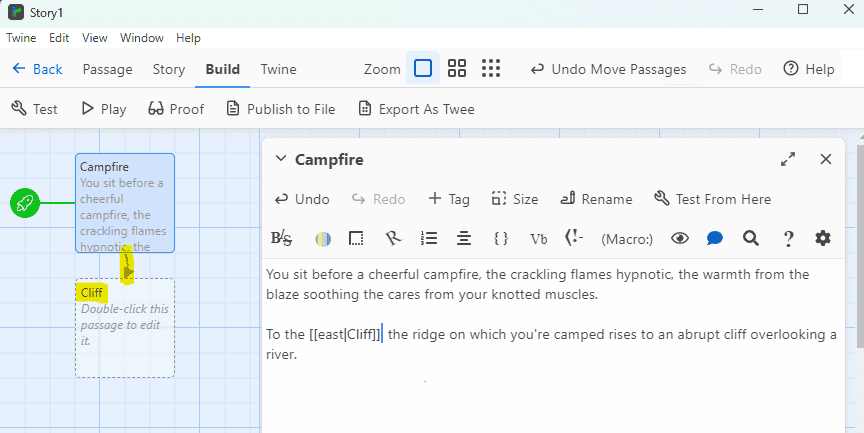 Story1
Twine Edit View Window Help
Back Passage Story Build Twine Zoom Undo Move Passages Redo Help
Test Play Proof Publish to File Export As Twee
Campfire
You sit before a
cheerful
campfire, the
crackling flames
hypnotic, the
Cliff
Double-click this
passage to edit
it.
Campfire
Undo Redo Tag Size Rename Test From Here
{} Vb (Macro:) ?
You sit before a cheerful campfire, the crackling flames hypnotic, the warmth from the
blaze soothing the cares from your knotted muscles.
To the [[east|Cliff]] the ridge on which you're camped rises to an abrupt cliff overlooking a
river.